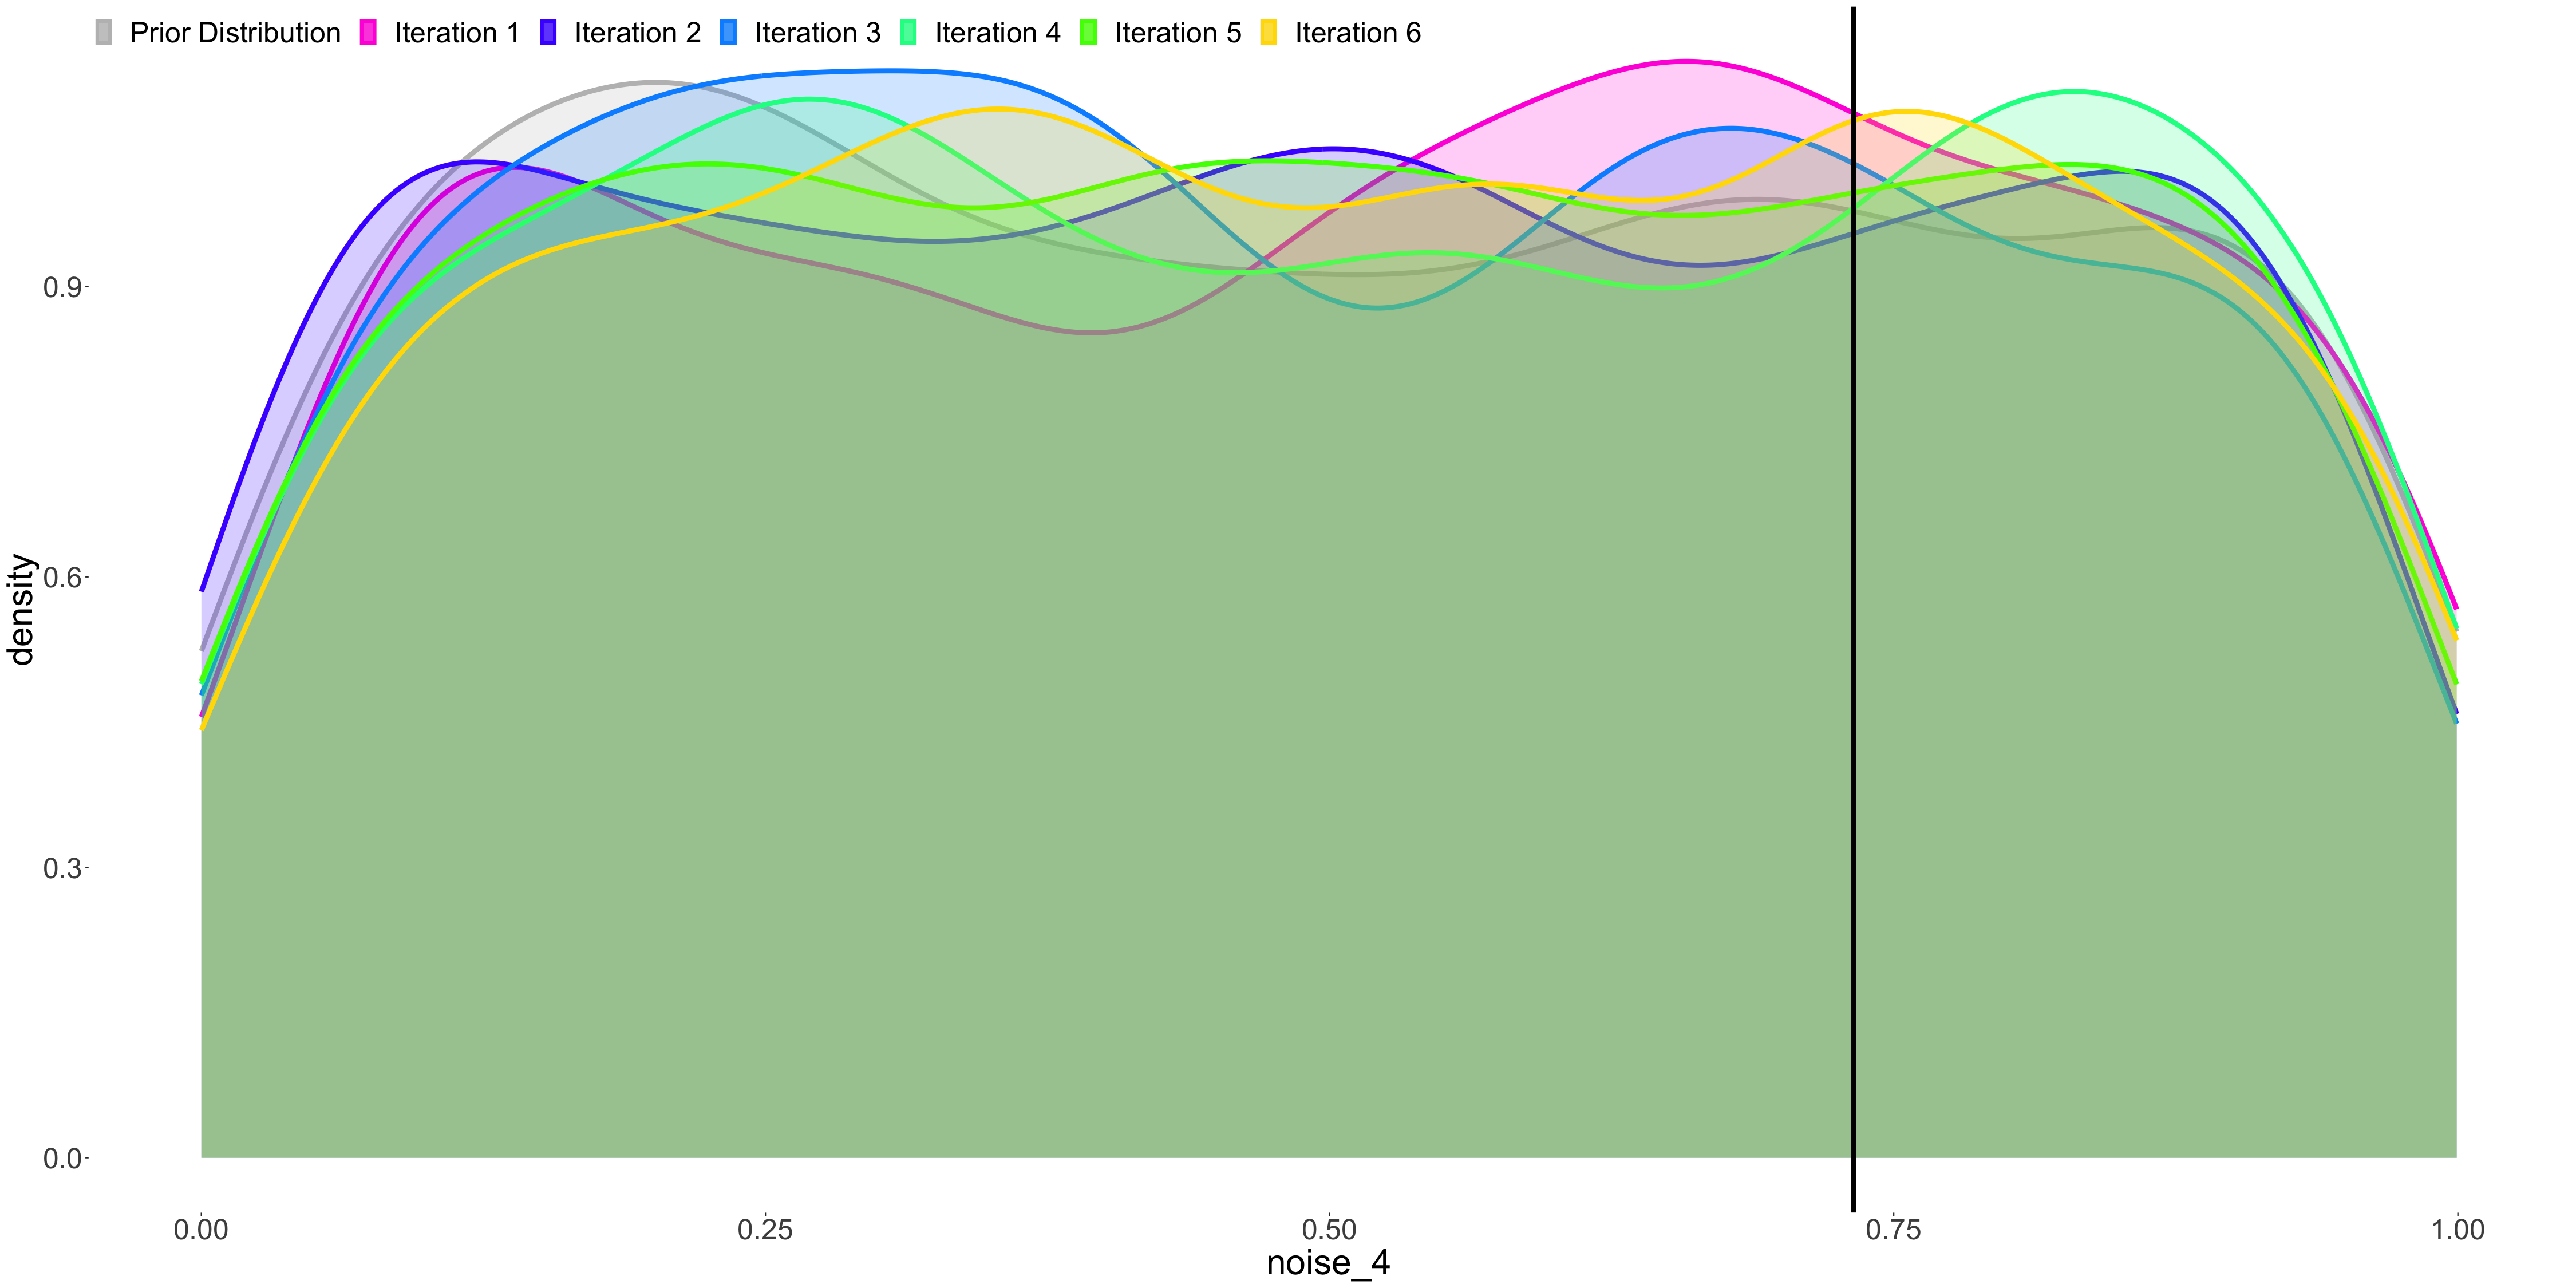 Prior Distribution Iteration 1 Iteration 2 Iteration 3 Iteration 4 Iteration 5 Iteration 6
density
0.9
0.6
0.3
0.0
0.00 0.25 0.50 0.75 1.00
noise_4